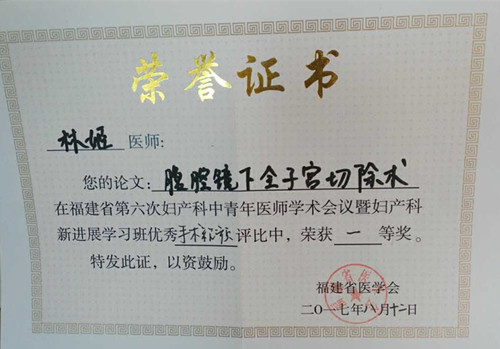 荣誉证书
林姬 医师:
您的论文: 腹腔镜下全子宫切除术
在福建省第六次妇产科中青年医师学术会议暨妇产科
新进展学习班优秀手术视频评比中，荣获 一 等奖。
特发此证，以资鼓励。
福建省医学会
二〇一七年八月十二日